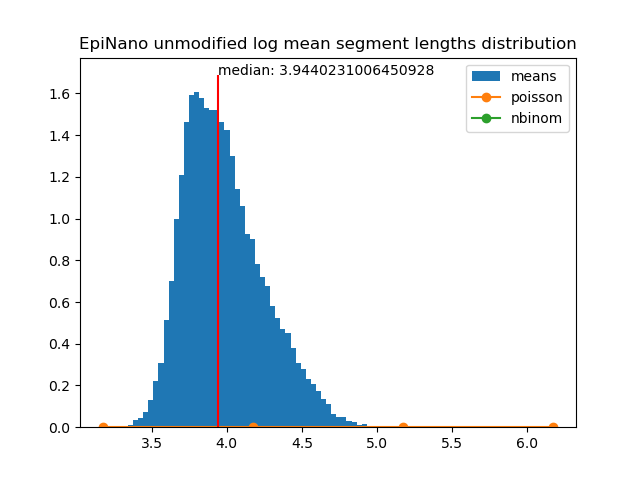 EpiNano unmodified log mean segment lengths distribution
median: 3.9440231006450928
means
poisson
nbinom
1.6
1.4
1.2
1.0
0.8
0.6
0.4
0.2
0.0
3.5 4.0 4.5 5.0 5.5 6.0